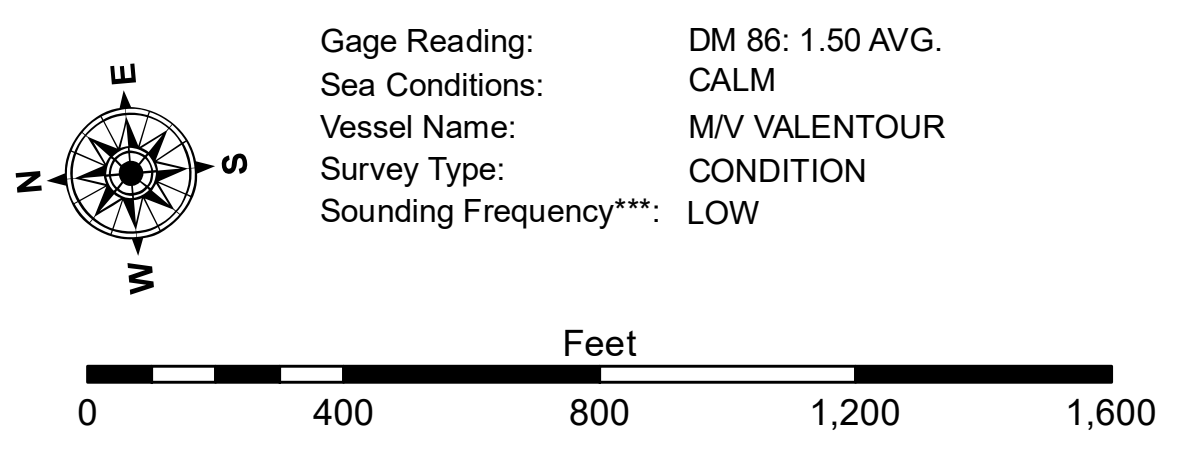 E
N
S
W
Gage Reading: DM 86: 1.50 AVG.
Sea Conditions: CALM
Vessel Name: M/V VALENTOUR
Survey Type: CONDITION
Sounding Frequency***: LOW
Feet
0 400 800 1,200 1,600